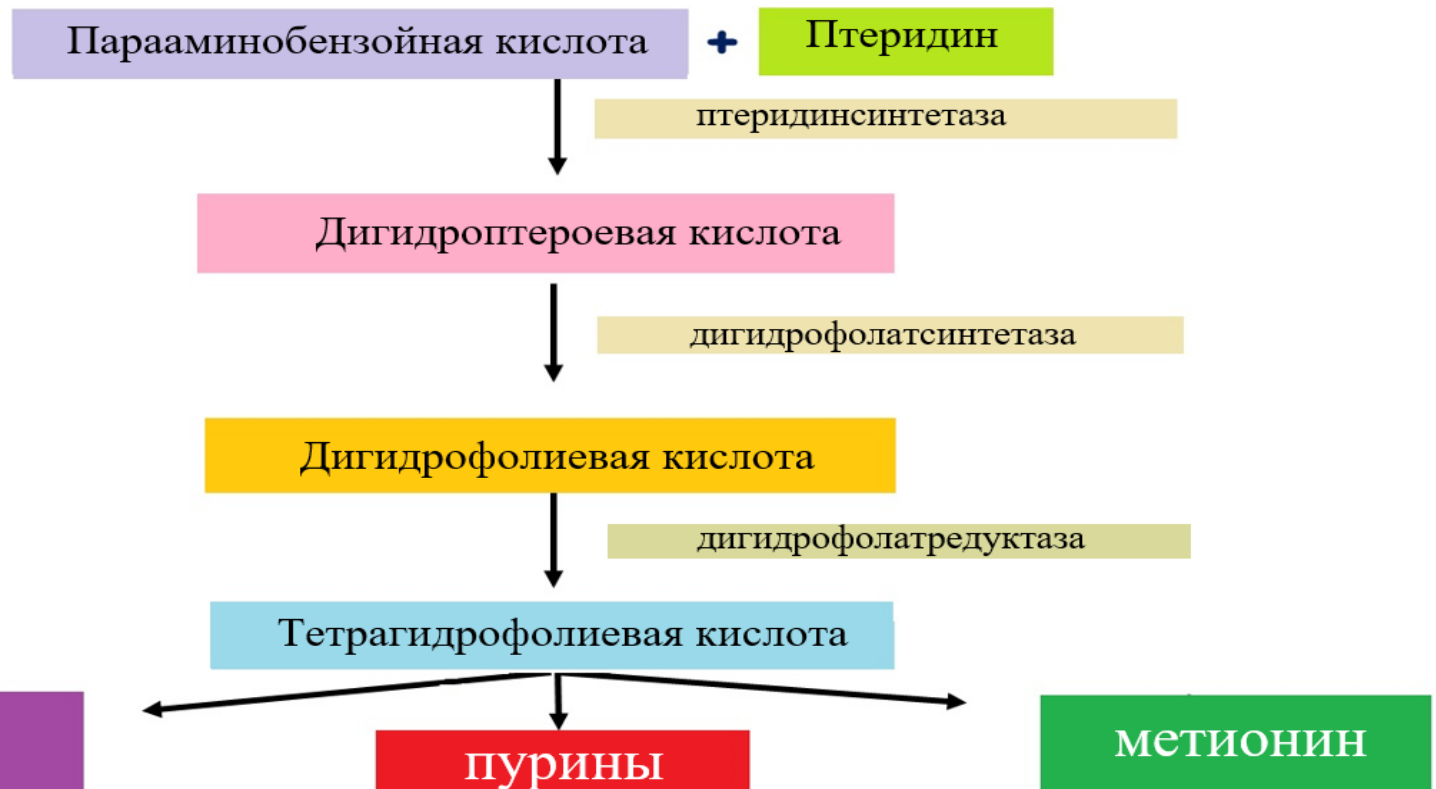 Парааминобензойная кислота + Птеридин
птеридинсинтетаза
Дигидроптероевая кислота
дигидрофолатсинтетаза
Дигидрофолиевая кислота
дигидрофолатредуктаза
Тетрагидрофолиевая кислота
пурины
метионин